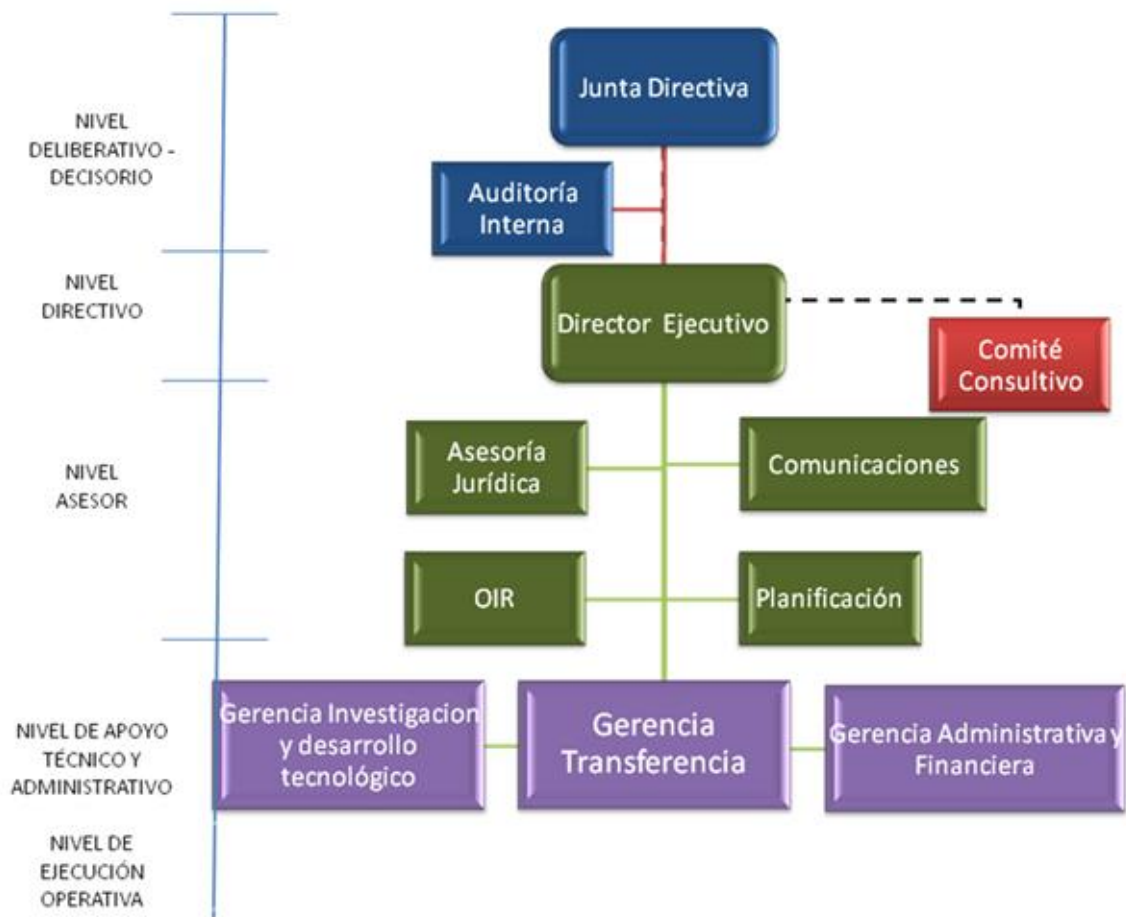 NIVEL
DELIBERATIVO -
DECISORIO
Junta Directiva
Auditoría
Interna
NIVEL
DIRECTIVO
Director Ejecutivo
Comité
Consultivo
NIVEL
ASESOR
Asesoría
Jurídica
Comunicaciones
OIR
Planificación
NIVEL DE APOYO
TÉCNICO Y
ADMINISTRATIVO
Gerencia Investigacion
y desarrollo
tecnológico
Gerencia
Transferencia
Gerencia Administrativa y
Financiera
NIVEL DE
EJECUCIÓN
OPERATIVA